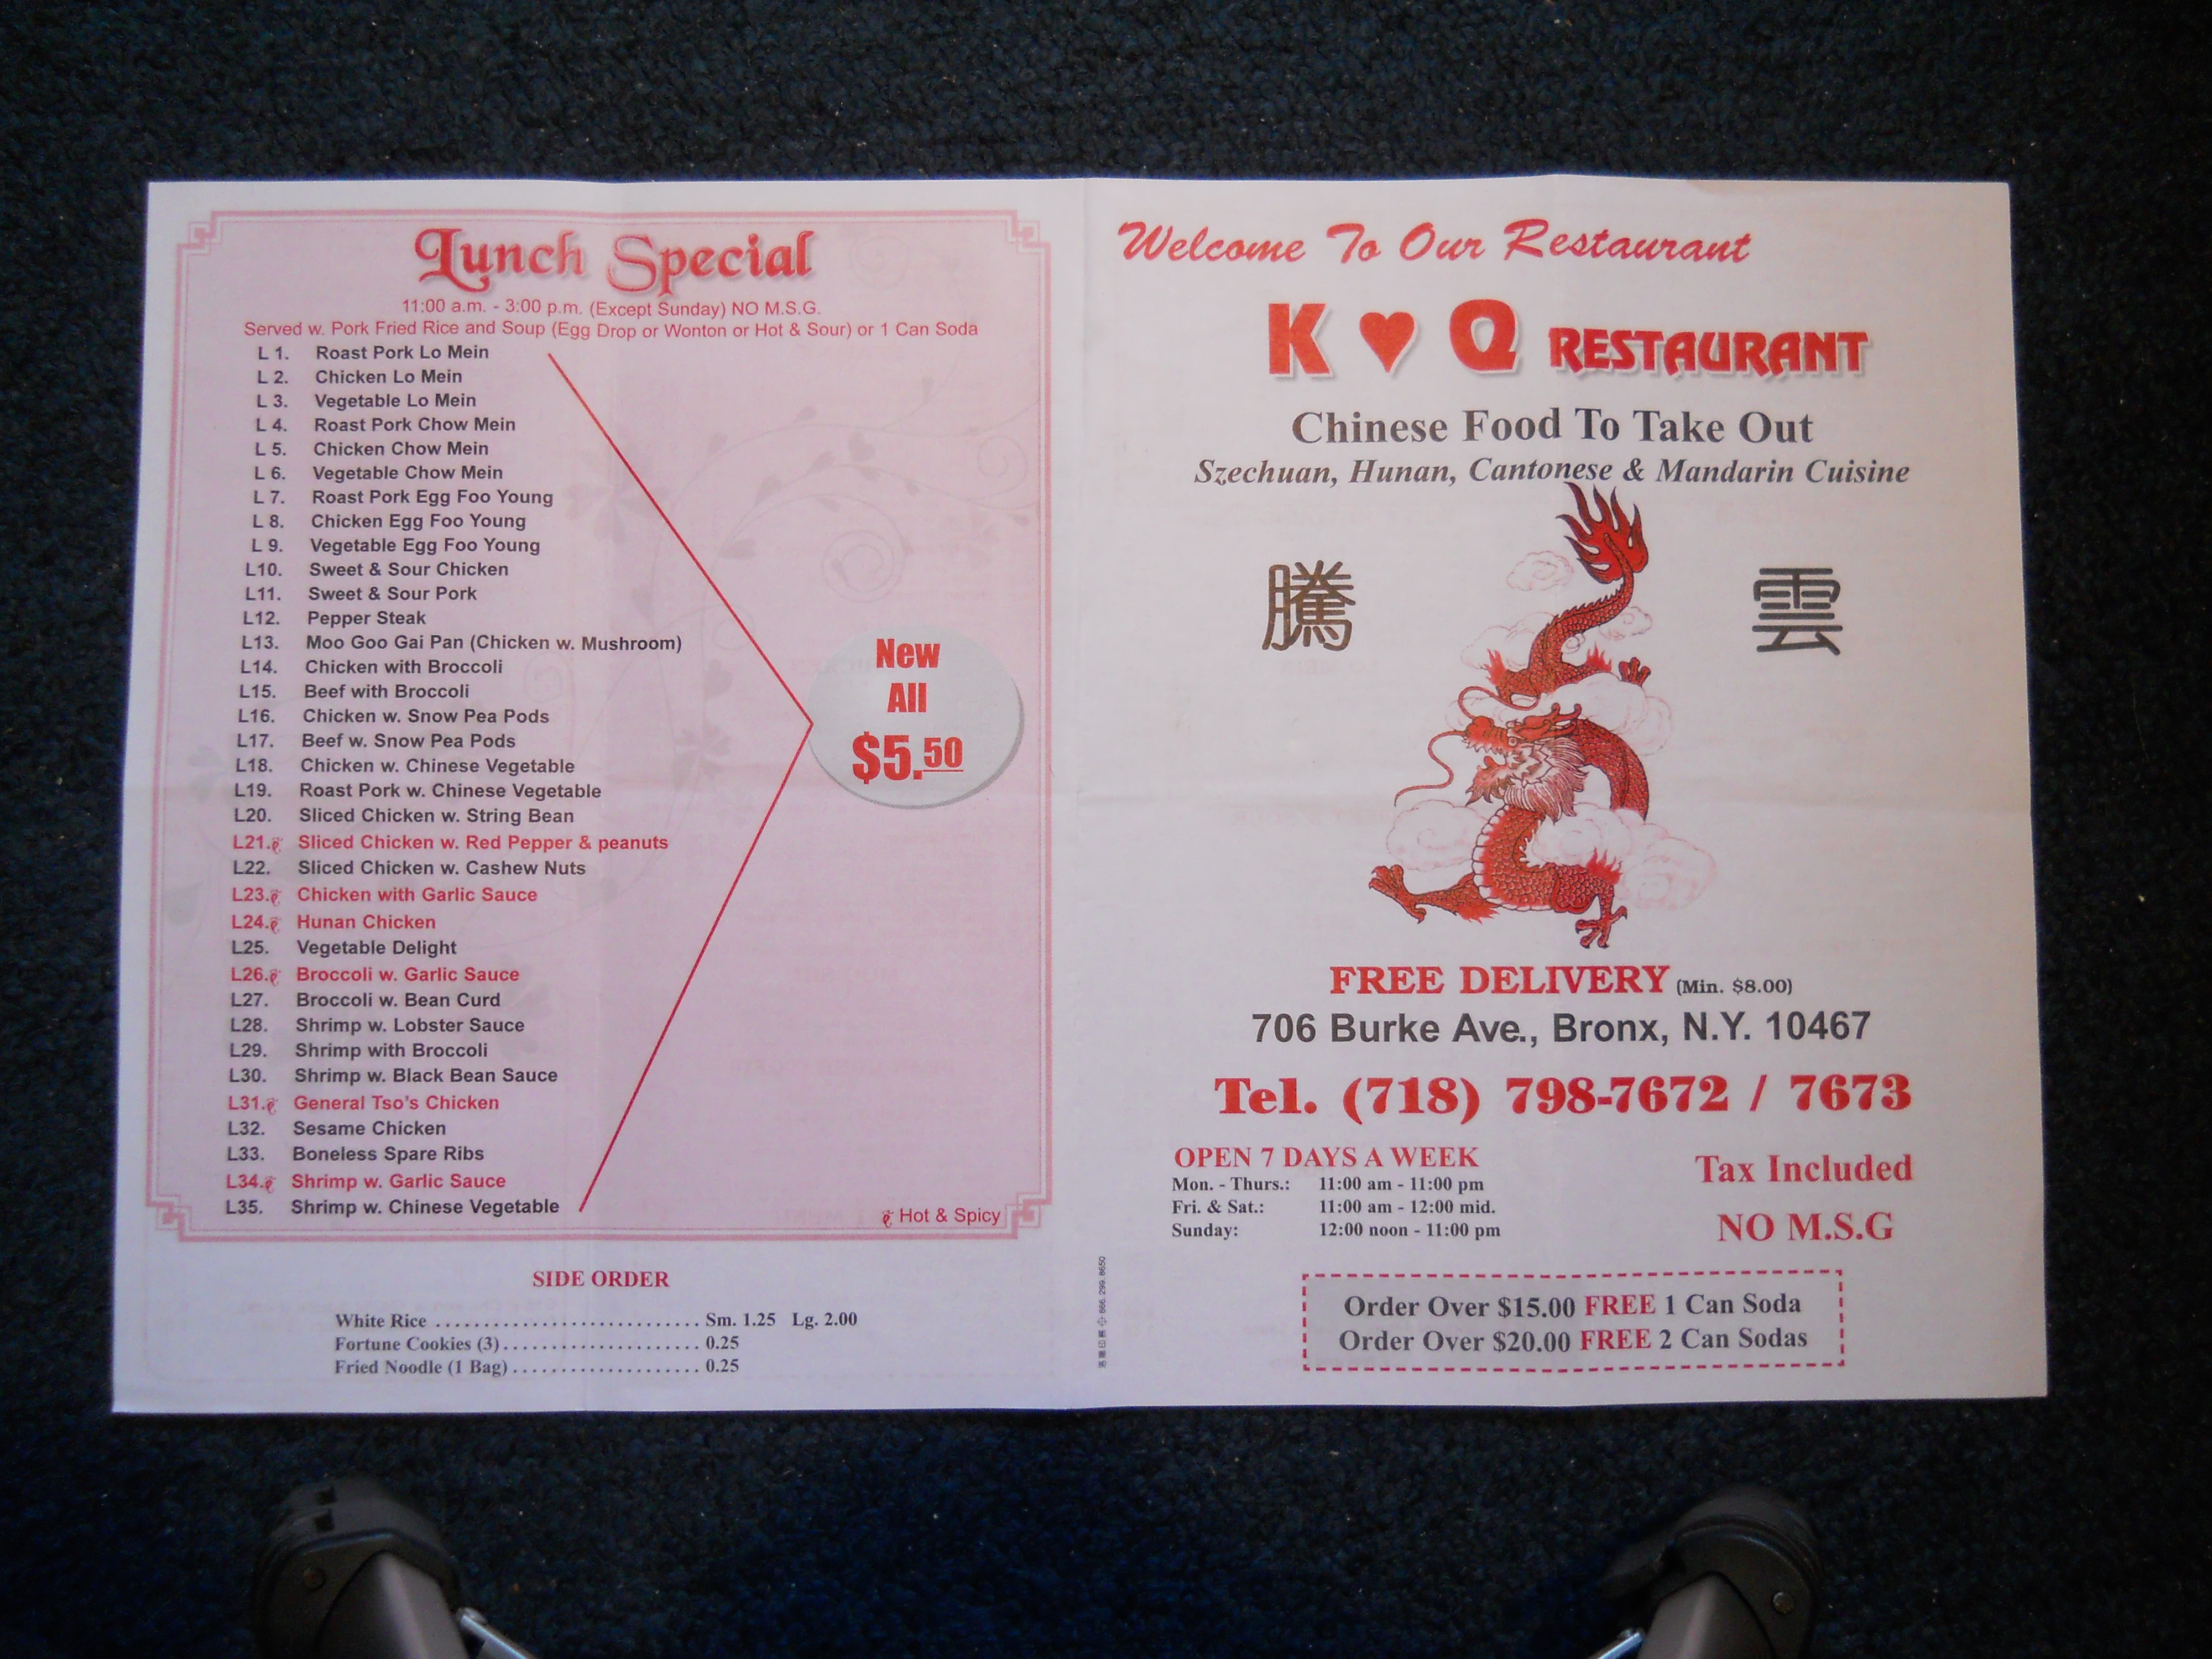 Lunch Special
11:00 a.m. - 3:00 p.m. (Except Sunday) NO M.S.G.
Served w. Pork Fried Rice and Soup (Egg Drop or Wonton or Hot & Sour) or 1 Can Soda
L 1. Roast Pork Lo Mein
L 2. Chicken Lo Mein
L 3. Vegetable Lo Mein
L 4. Roast Pork Chow Mein
L 5. Chicken Chow Mein
L 6. Vegetable Chow Mein
L 7. Roast Pork Egg Foo Young
L 8. Chicken Egg Foo Young
L 9. Vegetable Egg Foo Young
L10. Sweet & Sour Chicken
L11. Sweet & Sour Pork
L12. Pepper Steak
L13. Moo Goo Gai Pan (Chicken w. Mushroom)
L14. Chicken with Broccoli
L15. Beef with Broccoli
L16. Chicken w. Snow Pea Pods
L17. Beef w. Snow Pea Pods
L18. Chicken w. Chinese Vegetable
L19. Roast Pork w. Chinese Vegetable
L20. Sliced Chicken w. String Bean
L21. Sliced Chicken w. Red Pepper & peanuts
L22. Sliced Chicken w. Cashew Nuts
L23. Chicken with Garlic Sauce
L24. Hunan Chicken
L25. Vegetable Delight
L26. Broccoli w. Garlic Sauce
L27. Broccoli w. Bean Curd
L28. Shrimp w. Lobster Sauce
L29. Shrimp with Broccoli
L30. Shrimp w. Black Bean Sauce
L31. General Tso's Chicken
L32. Sesame Chicken
L33. Boneless Spare Ribs
L34. Shrimp w. Garlic Sauce
L35. Shrimp w. Chinese Vegetable
New
All
$5.50
Hot & Spicy
SIDE ORDER
White Rice .......................... Sm. 1.25 Lg. 2.00
Fortune Cookies (3)..................... 0.25
Fried Noodle (1 Bag).................... 0.25
Welcome To Our Restaurant
K ♥ Q RESTAURANT
Chinese Food To Take Out
Szechuan, Hunan, Cantonese & Mandarin Cuisine
騰 雲
FREE DELIVERY (Min. $8.00)
706 Burke Ave., Bronx, N.Y. 10467
Tel. (718) 798-7672 / 7673
OPEN 7 DAYS A WEEK
Mon. - Thurs.: 11:00 am - 11:00 pm
Fri. & Sat.: 11:00 am - 12:00 mid.
Sunday: 12:00 noon - 11:00 pm
Tax Included
NO M.S.G
Order Over $15.00 FREE 1 Can Soda
Order Over $20.00 FREE 2 Can Sodas